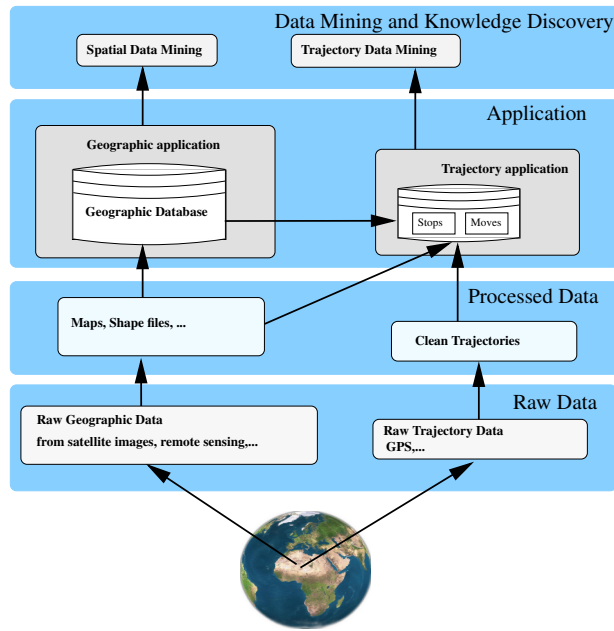 Data Mining and Knowledge Discovery
Spatial Data Mining
Trajectory Data Mining
Application
Geographic application
Geographic Database
Trajectory application
Stops
Moves
Processed Data
Maps, Shape files, ...
Clean Trajectories
Raw Data
Raw Geographic Data
from satellite images, remote sensing,...
Raw Trajectory Data
GPS,...